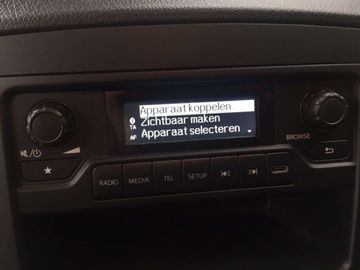 Apparaat koppelen
Zichtbaar maken
TA
Apparaat selecteren
AF
BROWSE
RADIO
MEDIA
TEL
SETUP